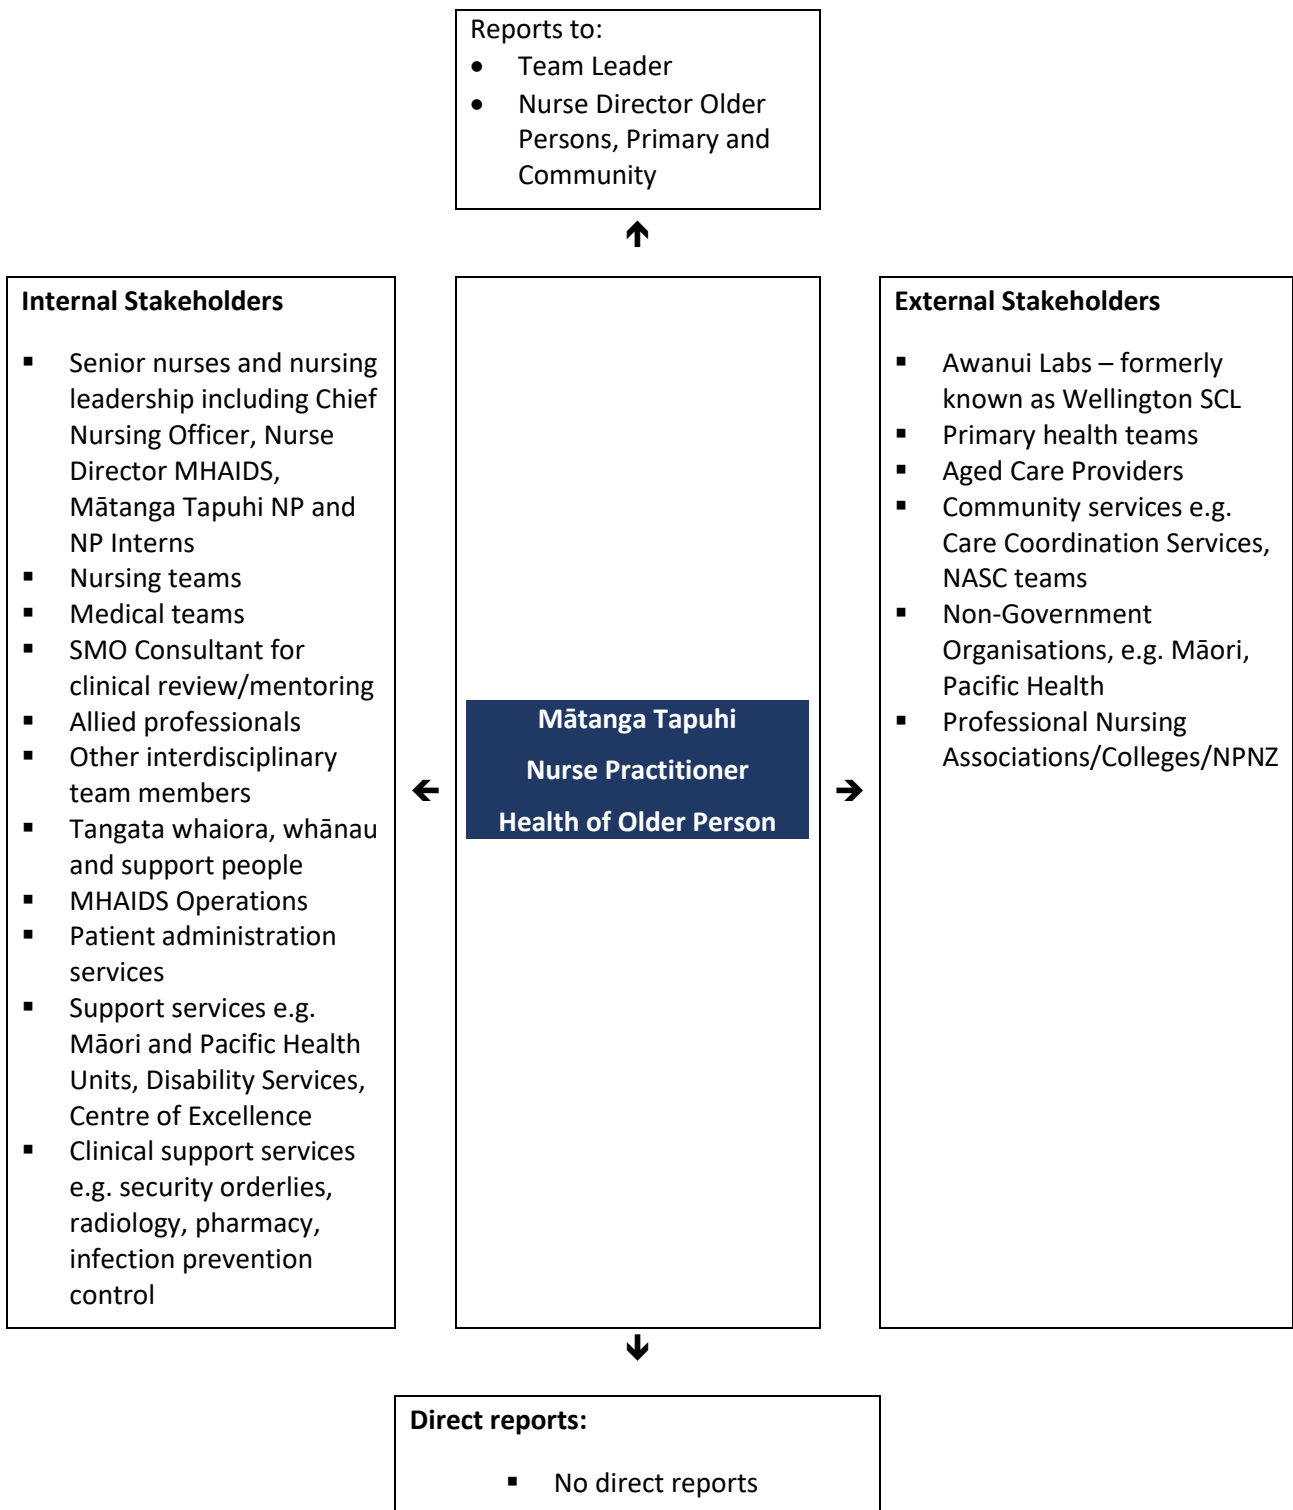 Reports to:
• Team Leader
• Nurse Director Older
Persons, Primary and
Community
Internal Stakeholders
▪ Senior nurses and nursing
leadership including Chief
Nursing Officer, Nurse
Director MHAIDS,
Mātanga Tapuhi NP and
NP Interns
▪ Nursing teams
▪ Medical teams
▪ SMO Consultant for
clinical review/mentoring
▪ Allied professionals
▪ Other interdisciplinary
team members
▪ Tangata whaiora, whānau
and support people
▪ MHAIDS Operations
▪ Patient administration
services
▪ Support services e.g.
Māori and Pacific Health
Units, Disability Services,
Centre of Excellence
▪ Clinical support services
e.g. security orderlies,
radiology, pharmacy,
infection prevention
control
Mātanga Tapuhi
Nurse Practitioner
Health of Older Person
External Stakeholders
▪ Awanui Labs – formerly
known as Wellington SCL
▪ Primary health teams
▪ Aged Care Providers
▪ Community services e.g.
Care Coordination Services,
NASC teams
▪ Non-Government
Organisations, e.g. Māori,
Pacific Health
▪ Professional Nursing
Associations/Colleges/NPNZ
Direct reports:
▪ No direct reports